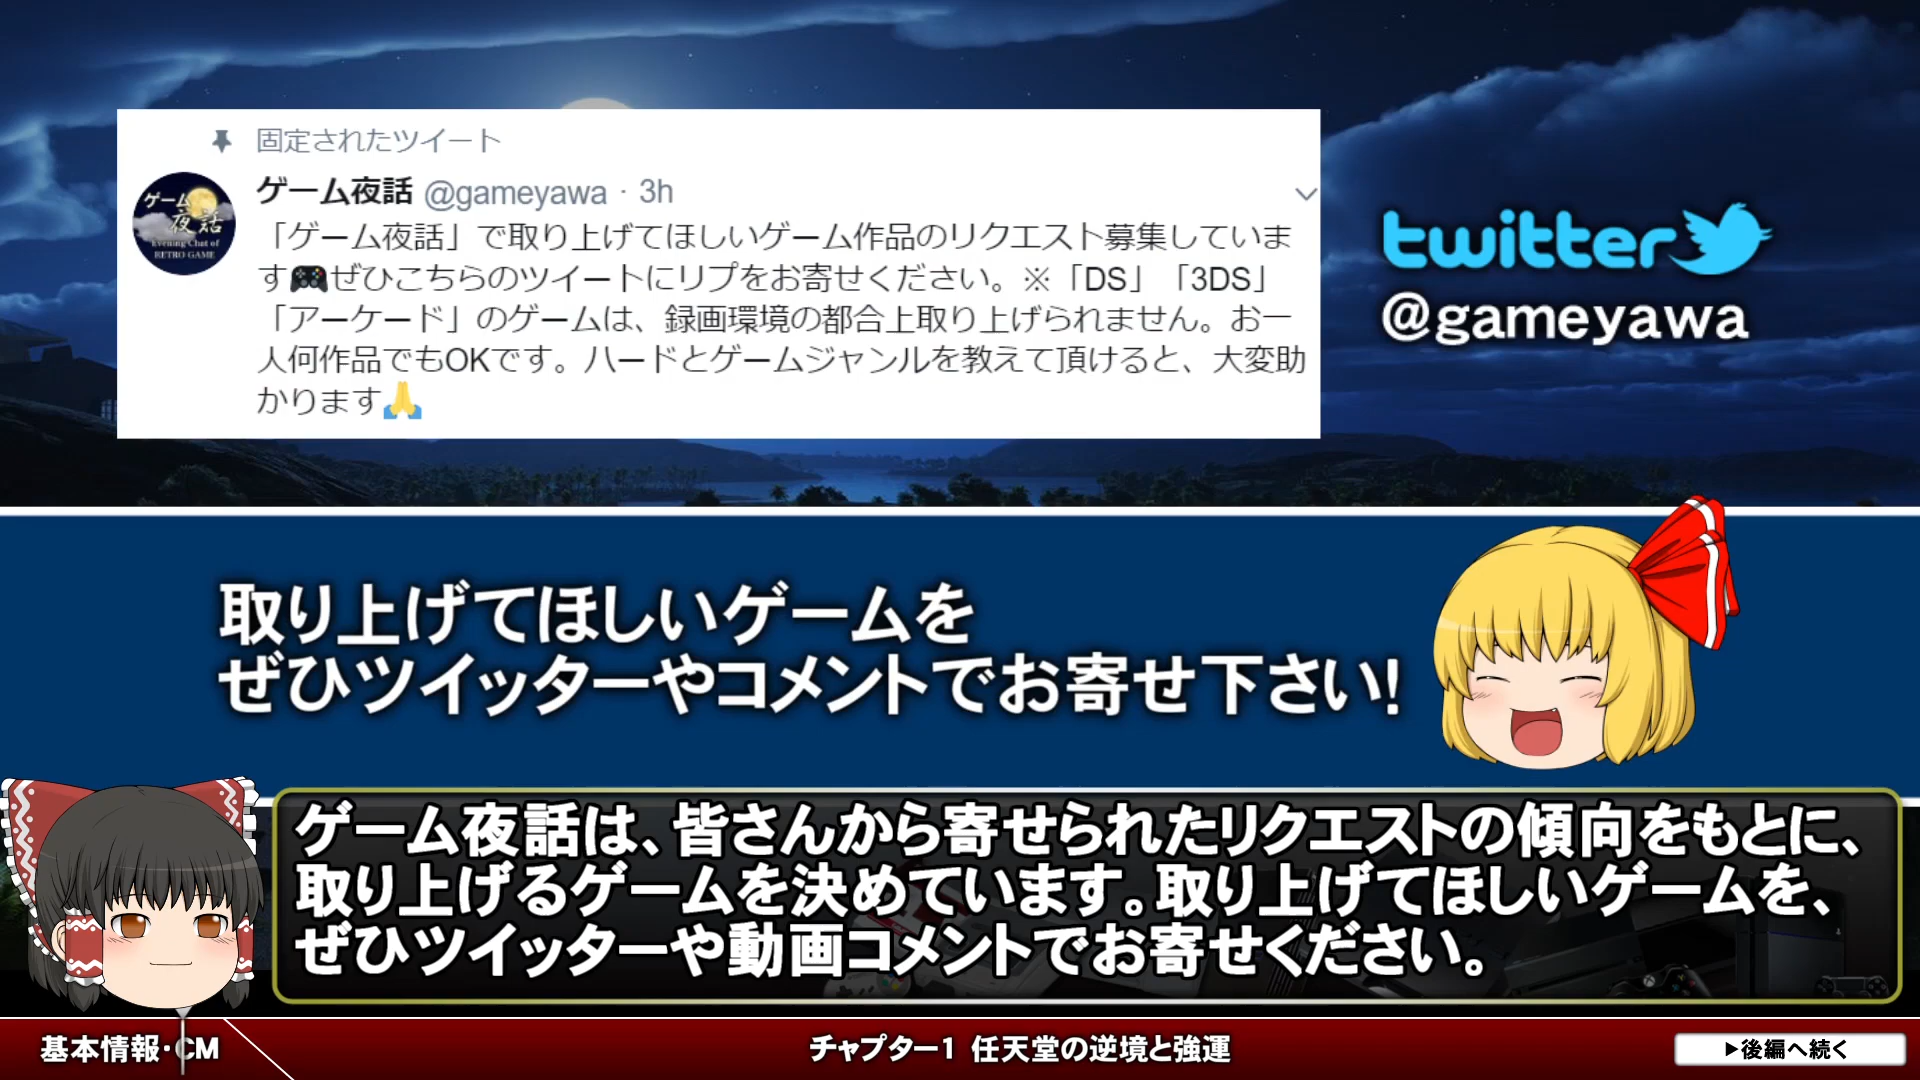 固定されたツイート
ゲーム夜話 @gameyawa · 3h
「ゲーム夜話」で取り上げてほしいゲーム作品のリクエスト募集していま
す🎮ぜひこちらのツイートにリプをお寄せください。※「DS」「3DS」
「アーケード」のゲームは、録画環境の都合上取り上げられません。お一
人何作品でもOKです。ハードとゲームジャンルを教えて頂けると、大変助
かります🙏
ゲーム
夜話
Evening Chat of
RETRO GAME
twitter
@gameyawa
取り上げてほしいゲームを
ぜひツイッターやコメントでお寄せ下さい!
ゲーム夜話は、皆さんから寄せられたリクエストの傾向をもとに、
取り上げるゲームを決めています。取り上げてほしいゲームを、
ぜひツイッターや動画コメントでお寄せください。
基本情報・CM
チャプター1 任天堂の逆境と強運
▶後編へ続く